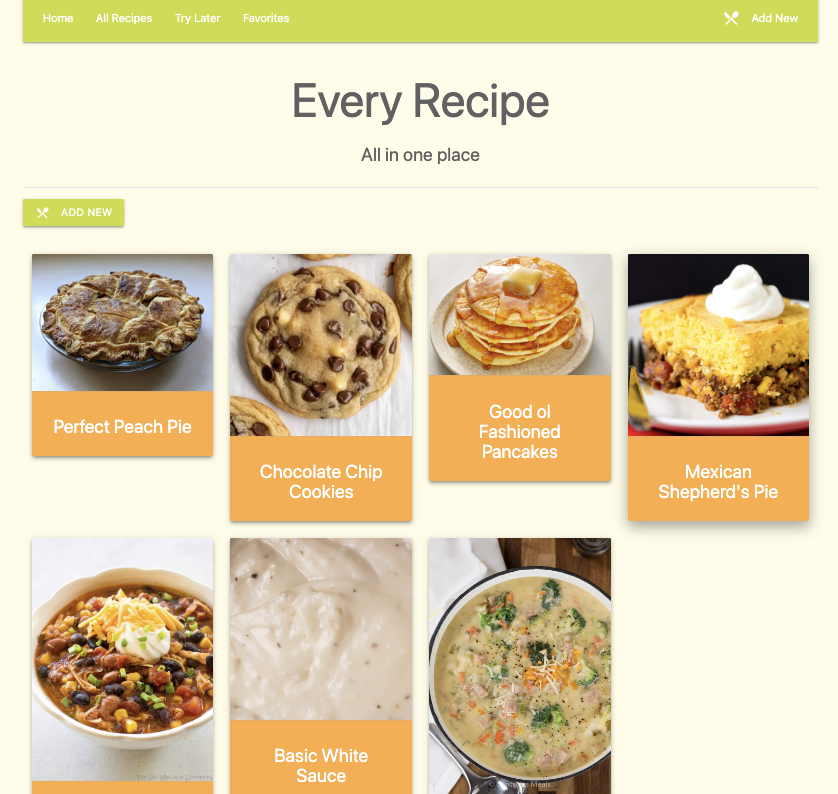 Home All Recipes Try Later Favorites Add New
Every Recipe
All in one place
ADD NEW
Perfect Peach Pie
Chocolate Chip
Cookies
Good ol
Fashioned
Pancakes
Mexican
Shepherd's Pie
Basic White
Sauce
Meals